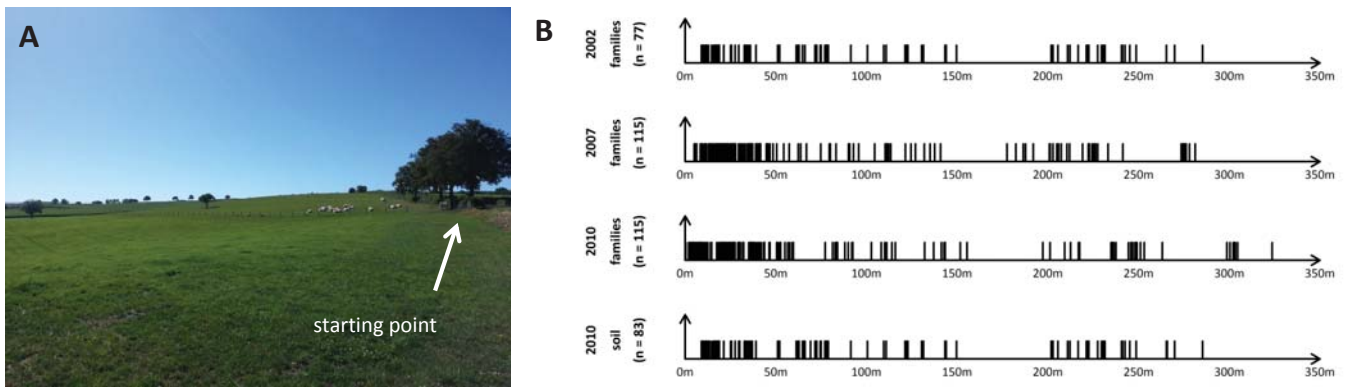 A
starting point
B
2002
families
(n = 77)
0m 50m 100m 150m 200m 250m 300m 350m
2007
families
(n = 115)
0m 50m 100m 150m 200m 250m 300m 350m
2010
families
(n = 115)
0m 50m 100m 150m 200m 250m 300m 350m
2010
soil
(n = 83)
0m 50m 100m 150m 200m 250m 300m 350m